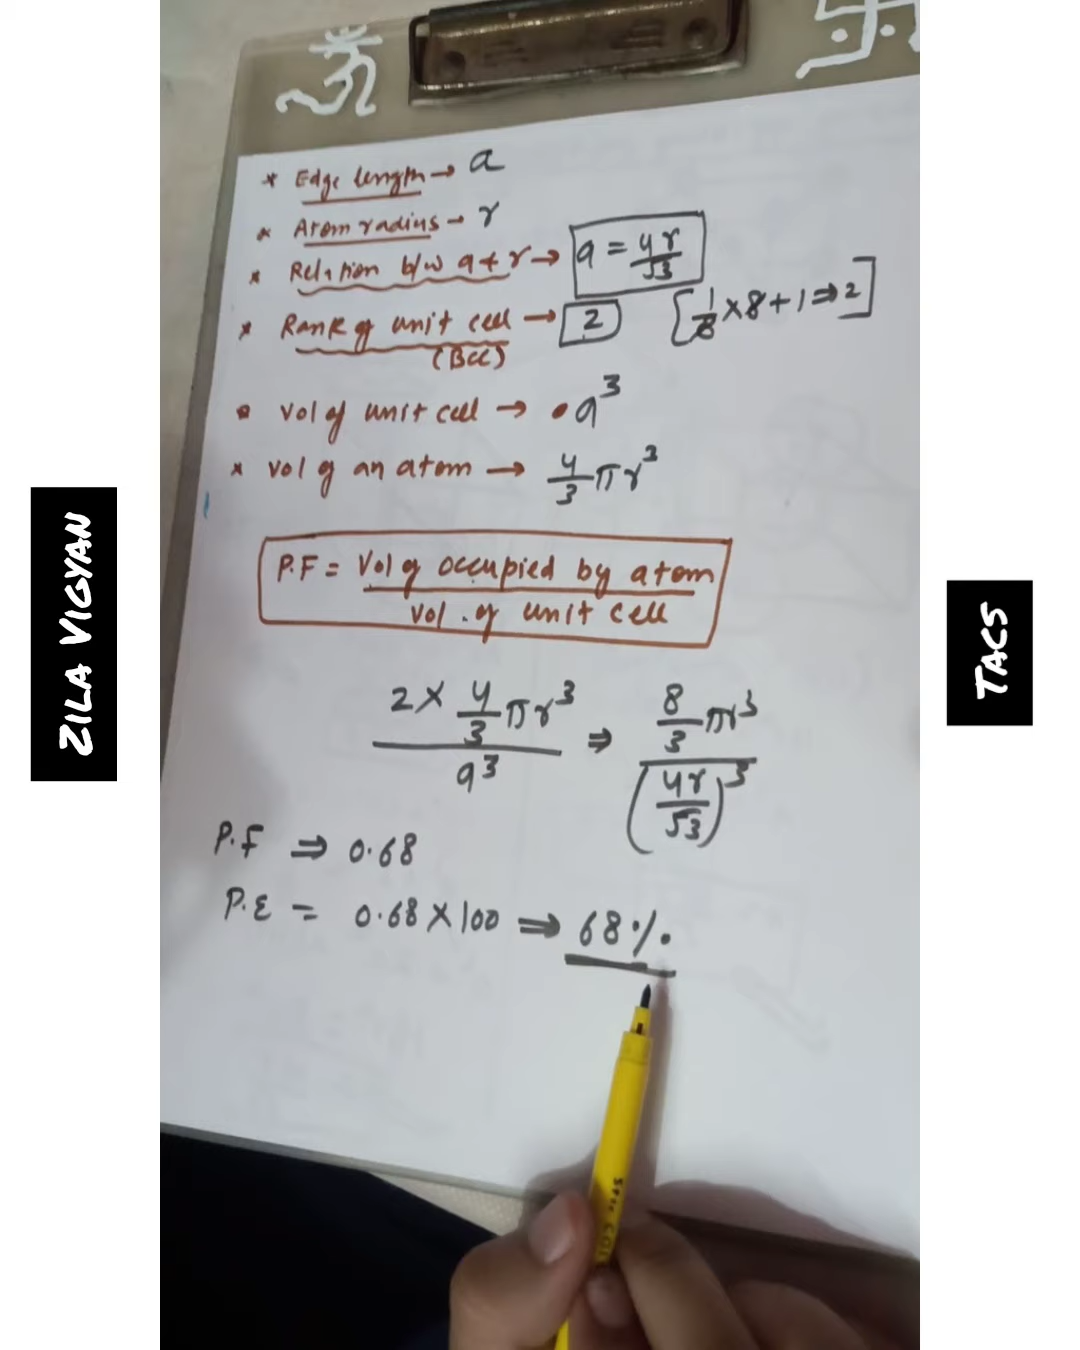 ॐ
卐
* Edge length → a
* Atom radius → r
* Relation b/w a & r → a = 4r/√3
* Rank of unit cell → 2 [1/8 × 8 + 1 ⇒ 2]
(BCC)
* Vol of unit cell → a³
* Vol of an atom → 4/3 πr³
P.F = Vol of occupied by atom / vol. of unit cell
2 × 4/3 πr³ / a³ ⇒ 8/3 πr³ / (4r/√3)³
P.F ⇒ 0.68
P.E = 0.68 × 100 ⇒ 68%
ZILA VIGYAN
TACS